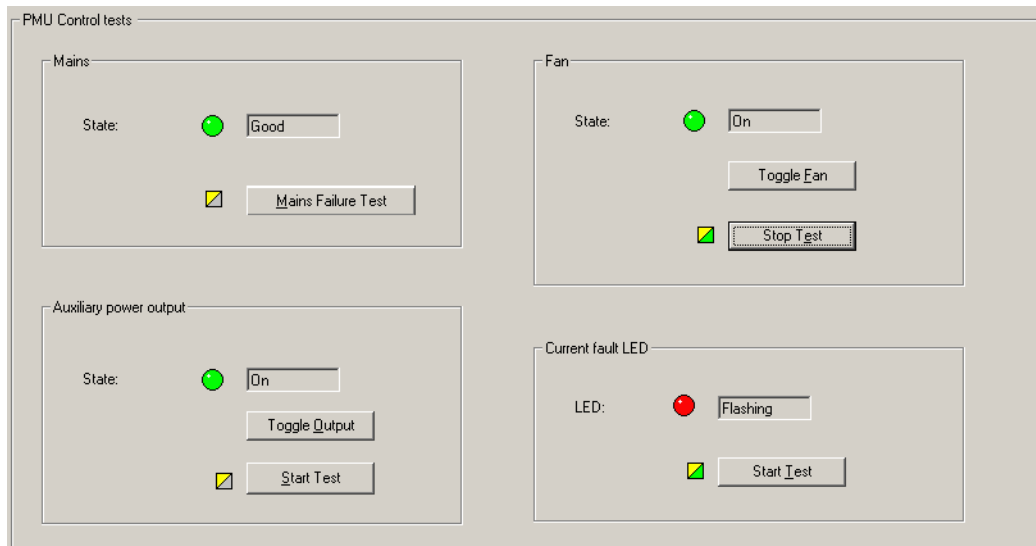 PMU Control tests
Mains
State: Good
Mains Failure Test
Fan
State: On
Toggle Fan
Stop Test
Auxiliary power output
State: On
Toggle Output
Start Test
Current fault LED
LED: Flashing
Start Test